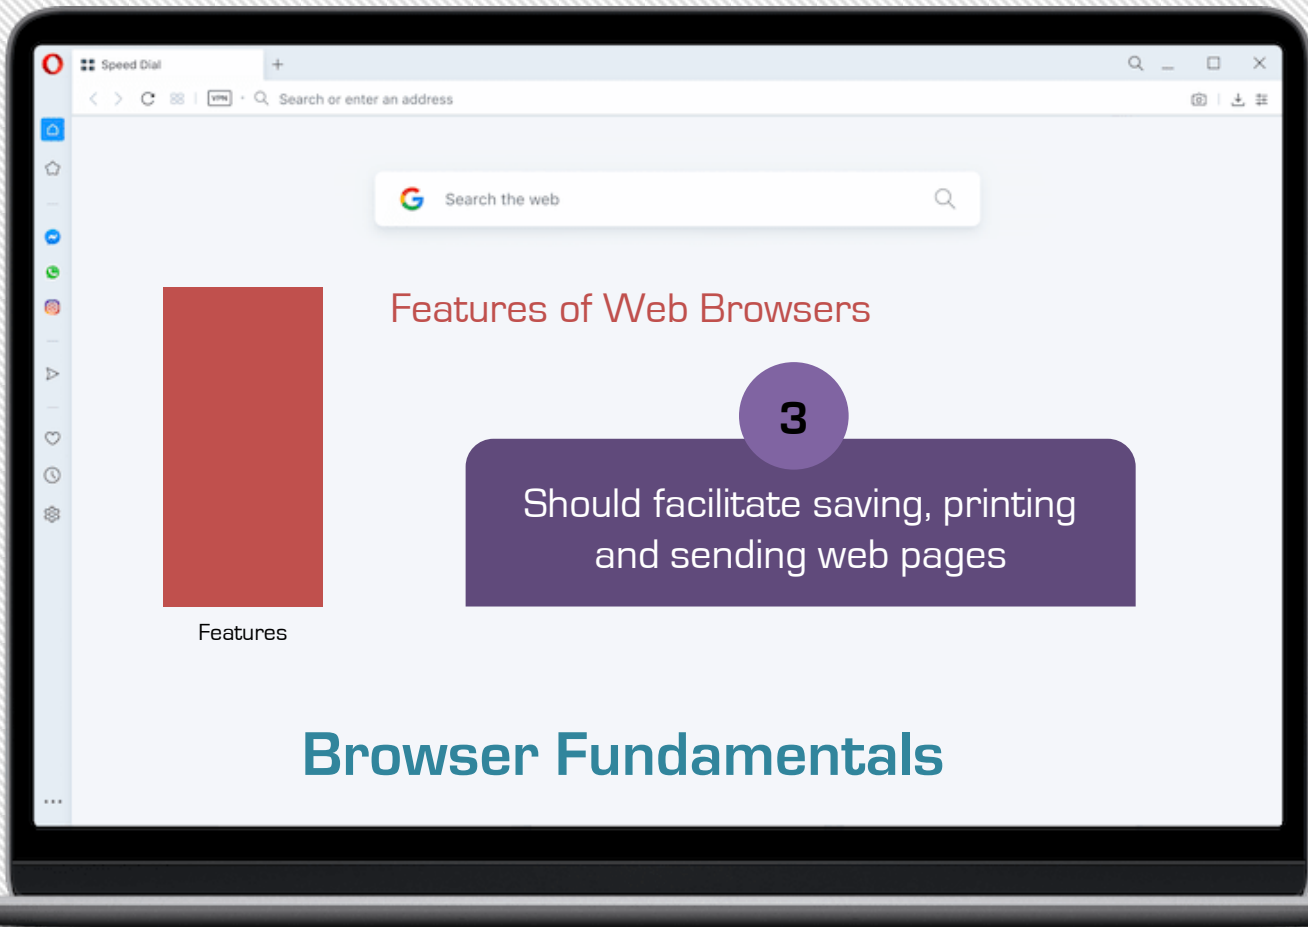 Speed Dial
VPN
Search or enter an address
Search the web
Features of Web Browsers
3
Should facilitate saving, printing
and sending web pages
Features
Browser Fundamentals